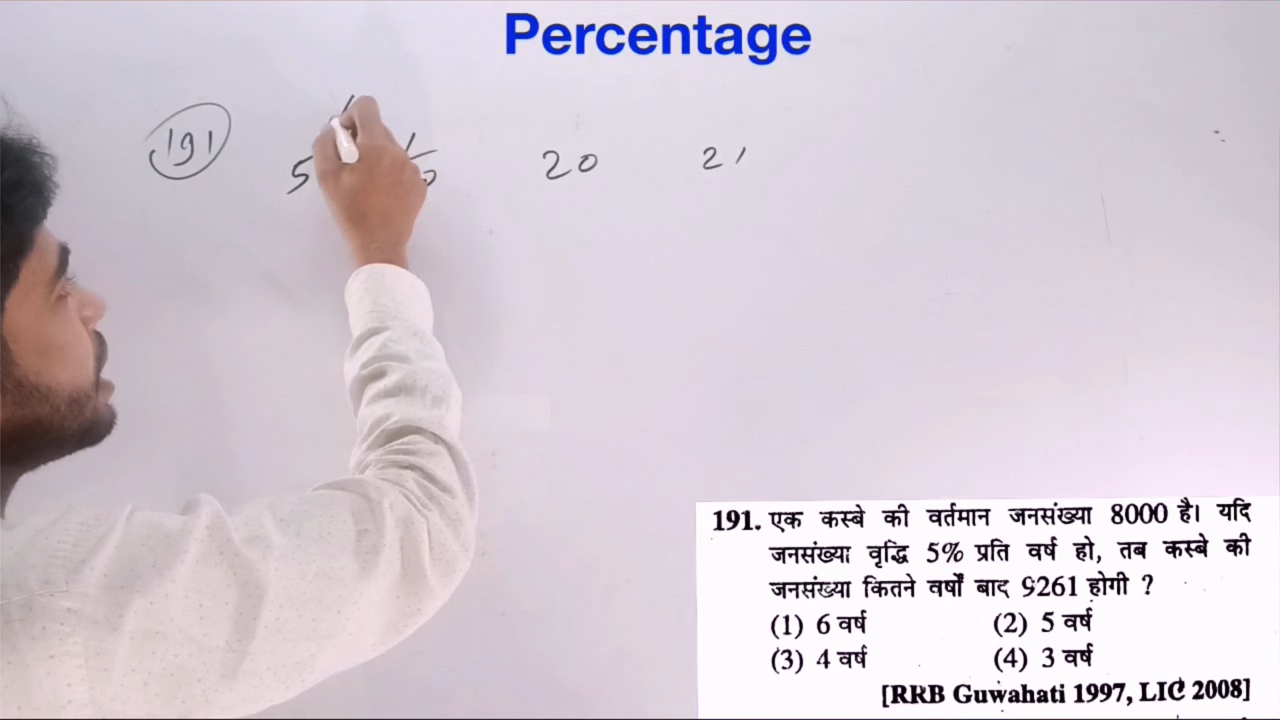 Percentage
191 5 1 20 21
191. एक कस्बे की वर्तमान जनसंख्या 8000 है। यदि
जनसंख्या वृद्धि 5% प्रति वर्ष हो, तब कस्बे की
जनसंख्या कितने वर्षों बाद 9261 होगी ?
(1) 6 वर्ष (2) 5 वर्ष
(3) 4 वर्ष (4) 3 वर्ष
[RRB Guwahati 1997, LIC 2008]